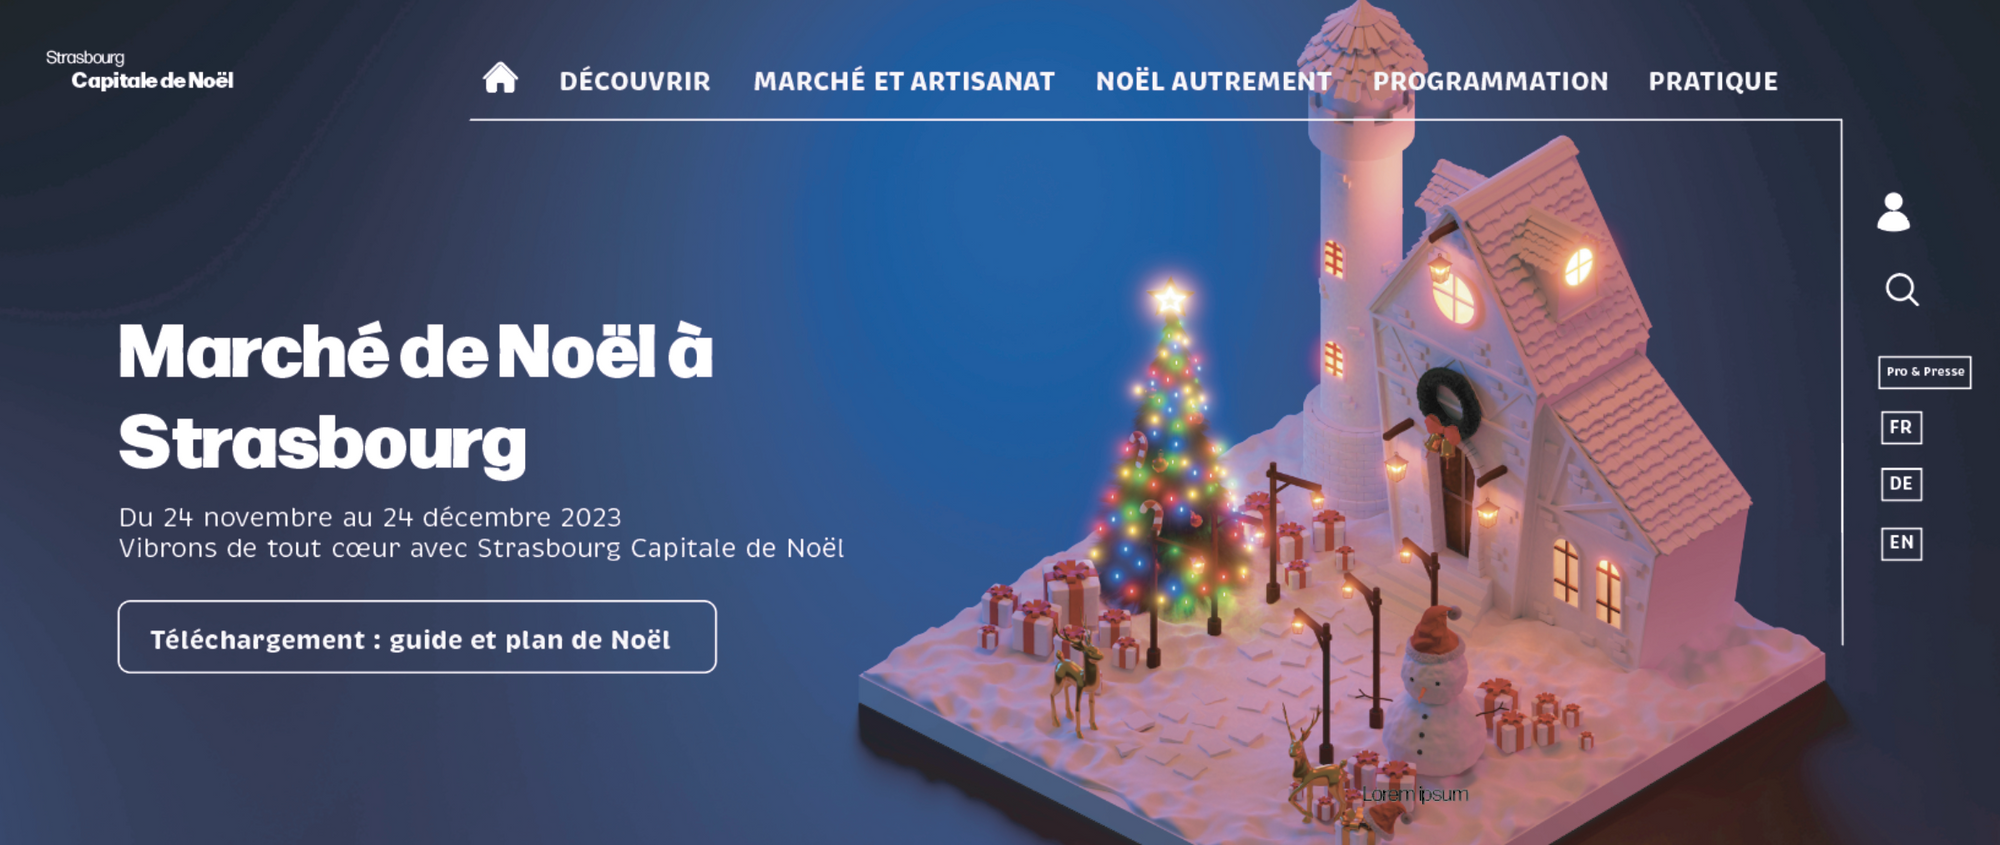 Strasbourg
Capitale de Noël
DÉCOUVRIR MARCHÉ ET ARTISANAT NOËL AUTREMENT PROGRAMMATION PRATIQUE
Marché de Noël à
Strasbourg
Du 24 novembre au 24 décembre 2023
Vibrons de tout cœur avec Strasbourg Capitale de Noël
Téléchargement : guide et plan de Noël
Pro & Presse
FR
DE
EN
Lorem ipsum